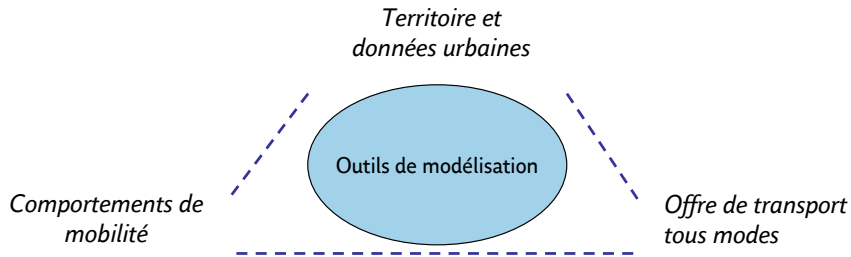 Territoire et
données urbaines
Outils de modélisation
Comportements de
mobilité
Offre de transport
tous modes